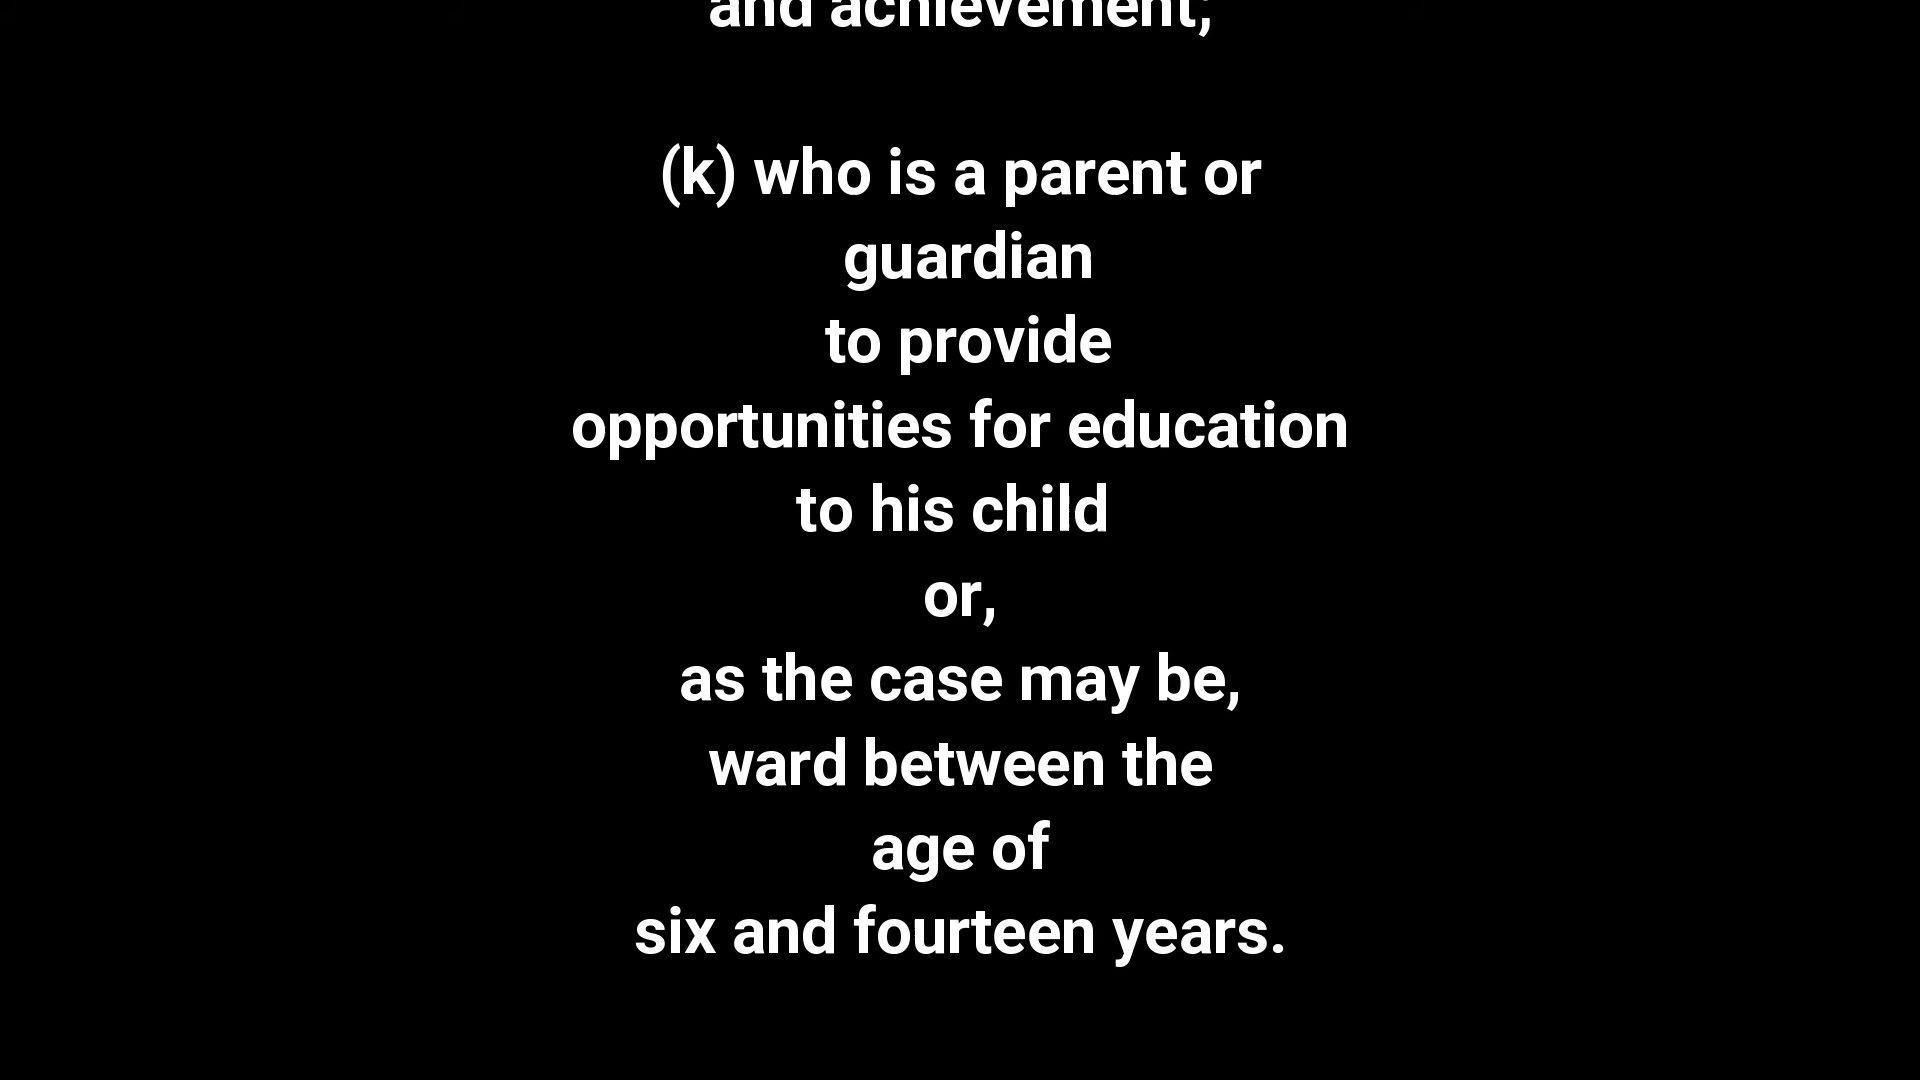 and achievement;
(k) who is a parent or
guardian
to provide
opportunities for education
to his child
or,
as the case may be,
ward between the
age of
six and fourteen years.